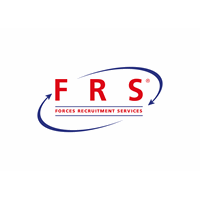 F R S®
FORCES RECRUITMENT SERVICES